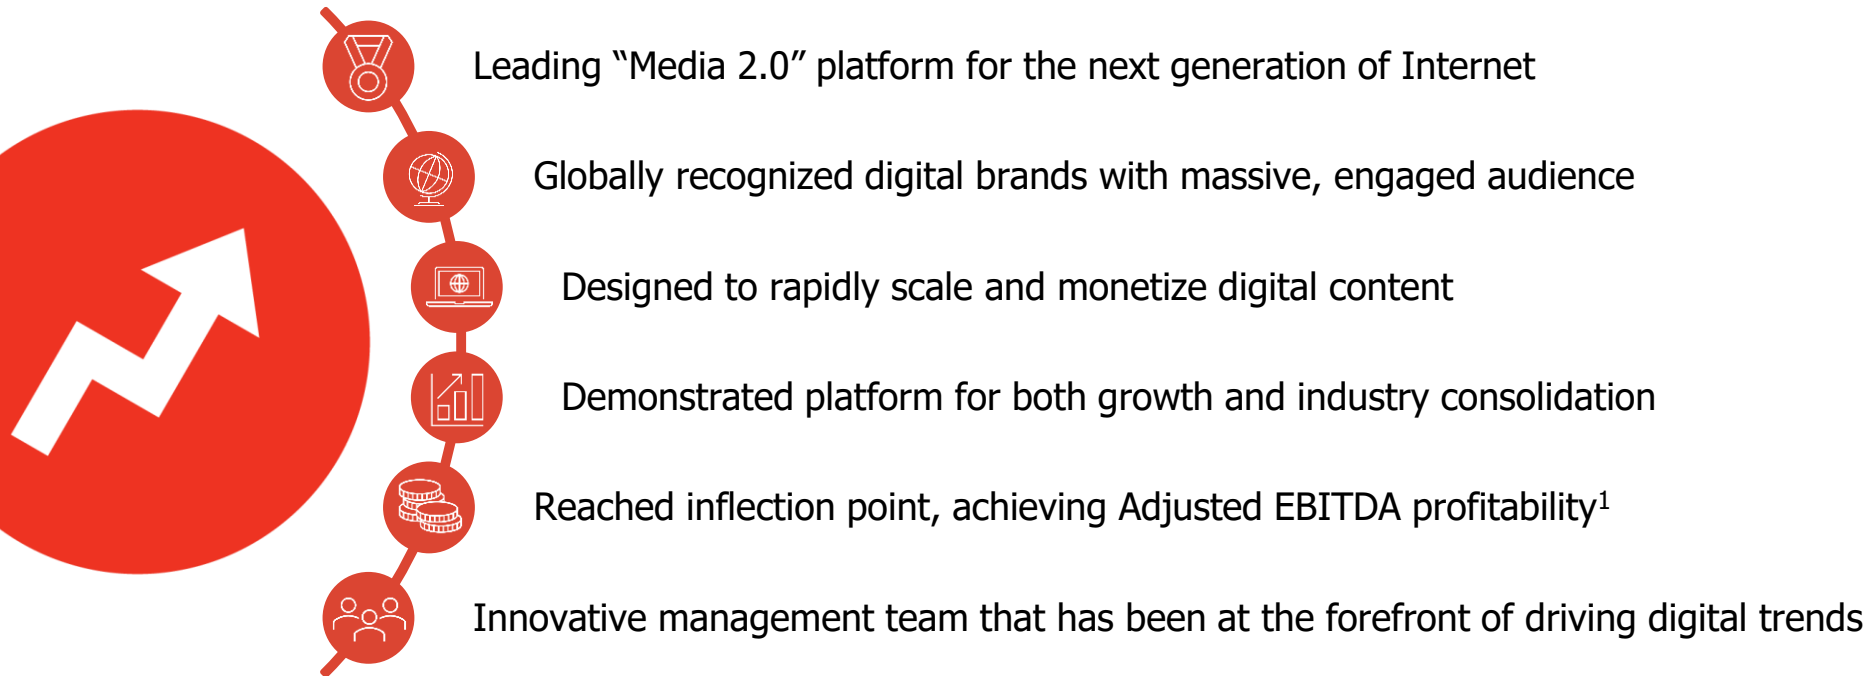 Leading “Media 2.0” platform for the next generation of Internet
Globally recognized digital brands with massive, engaged audience
Designed to rapidly scale and monetize digital content
Demonstrated platform for both growth and industry consolidation
Reached inflection point, achieving Adjusted EBITDA profitability¹
Innovative management team that has been at the forefront of driving digital trends